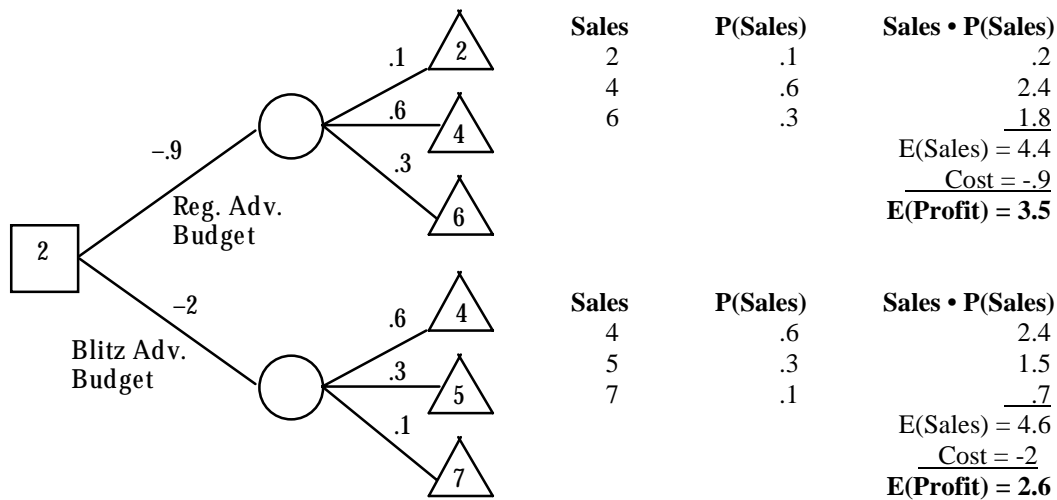 Sales P(Sales) Sales • P(Sales)
2 .1 .2
4 .6 2.4
6 .3 1.8
E(Sales) = 4.4
Cost = -.9
E(Profit) = 3.5
.1 2
.6 4
.3 6
–.9
Reg. Adv.
Budget
2
–2
Blitz Adv.
Budget
.6 4
.3 5
.1 7
Sales P(Sales) Sales • P(Sales)
4 .6 2.4
5 .3 1.5
7 .1 .7
E(Sales) = 4.6
Cost = -2
E(Profit) = 2.6